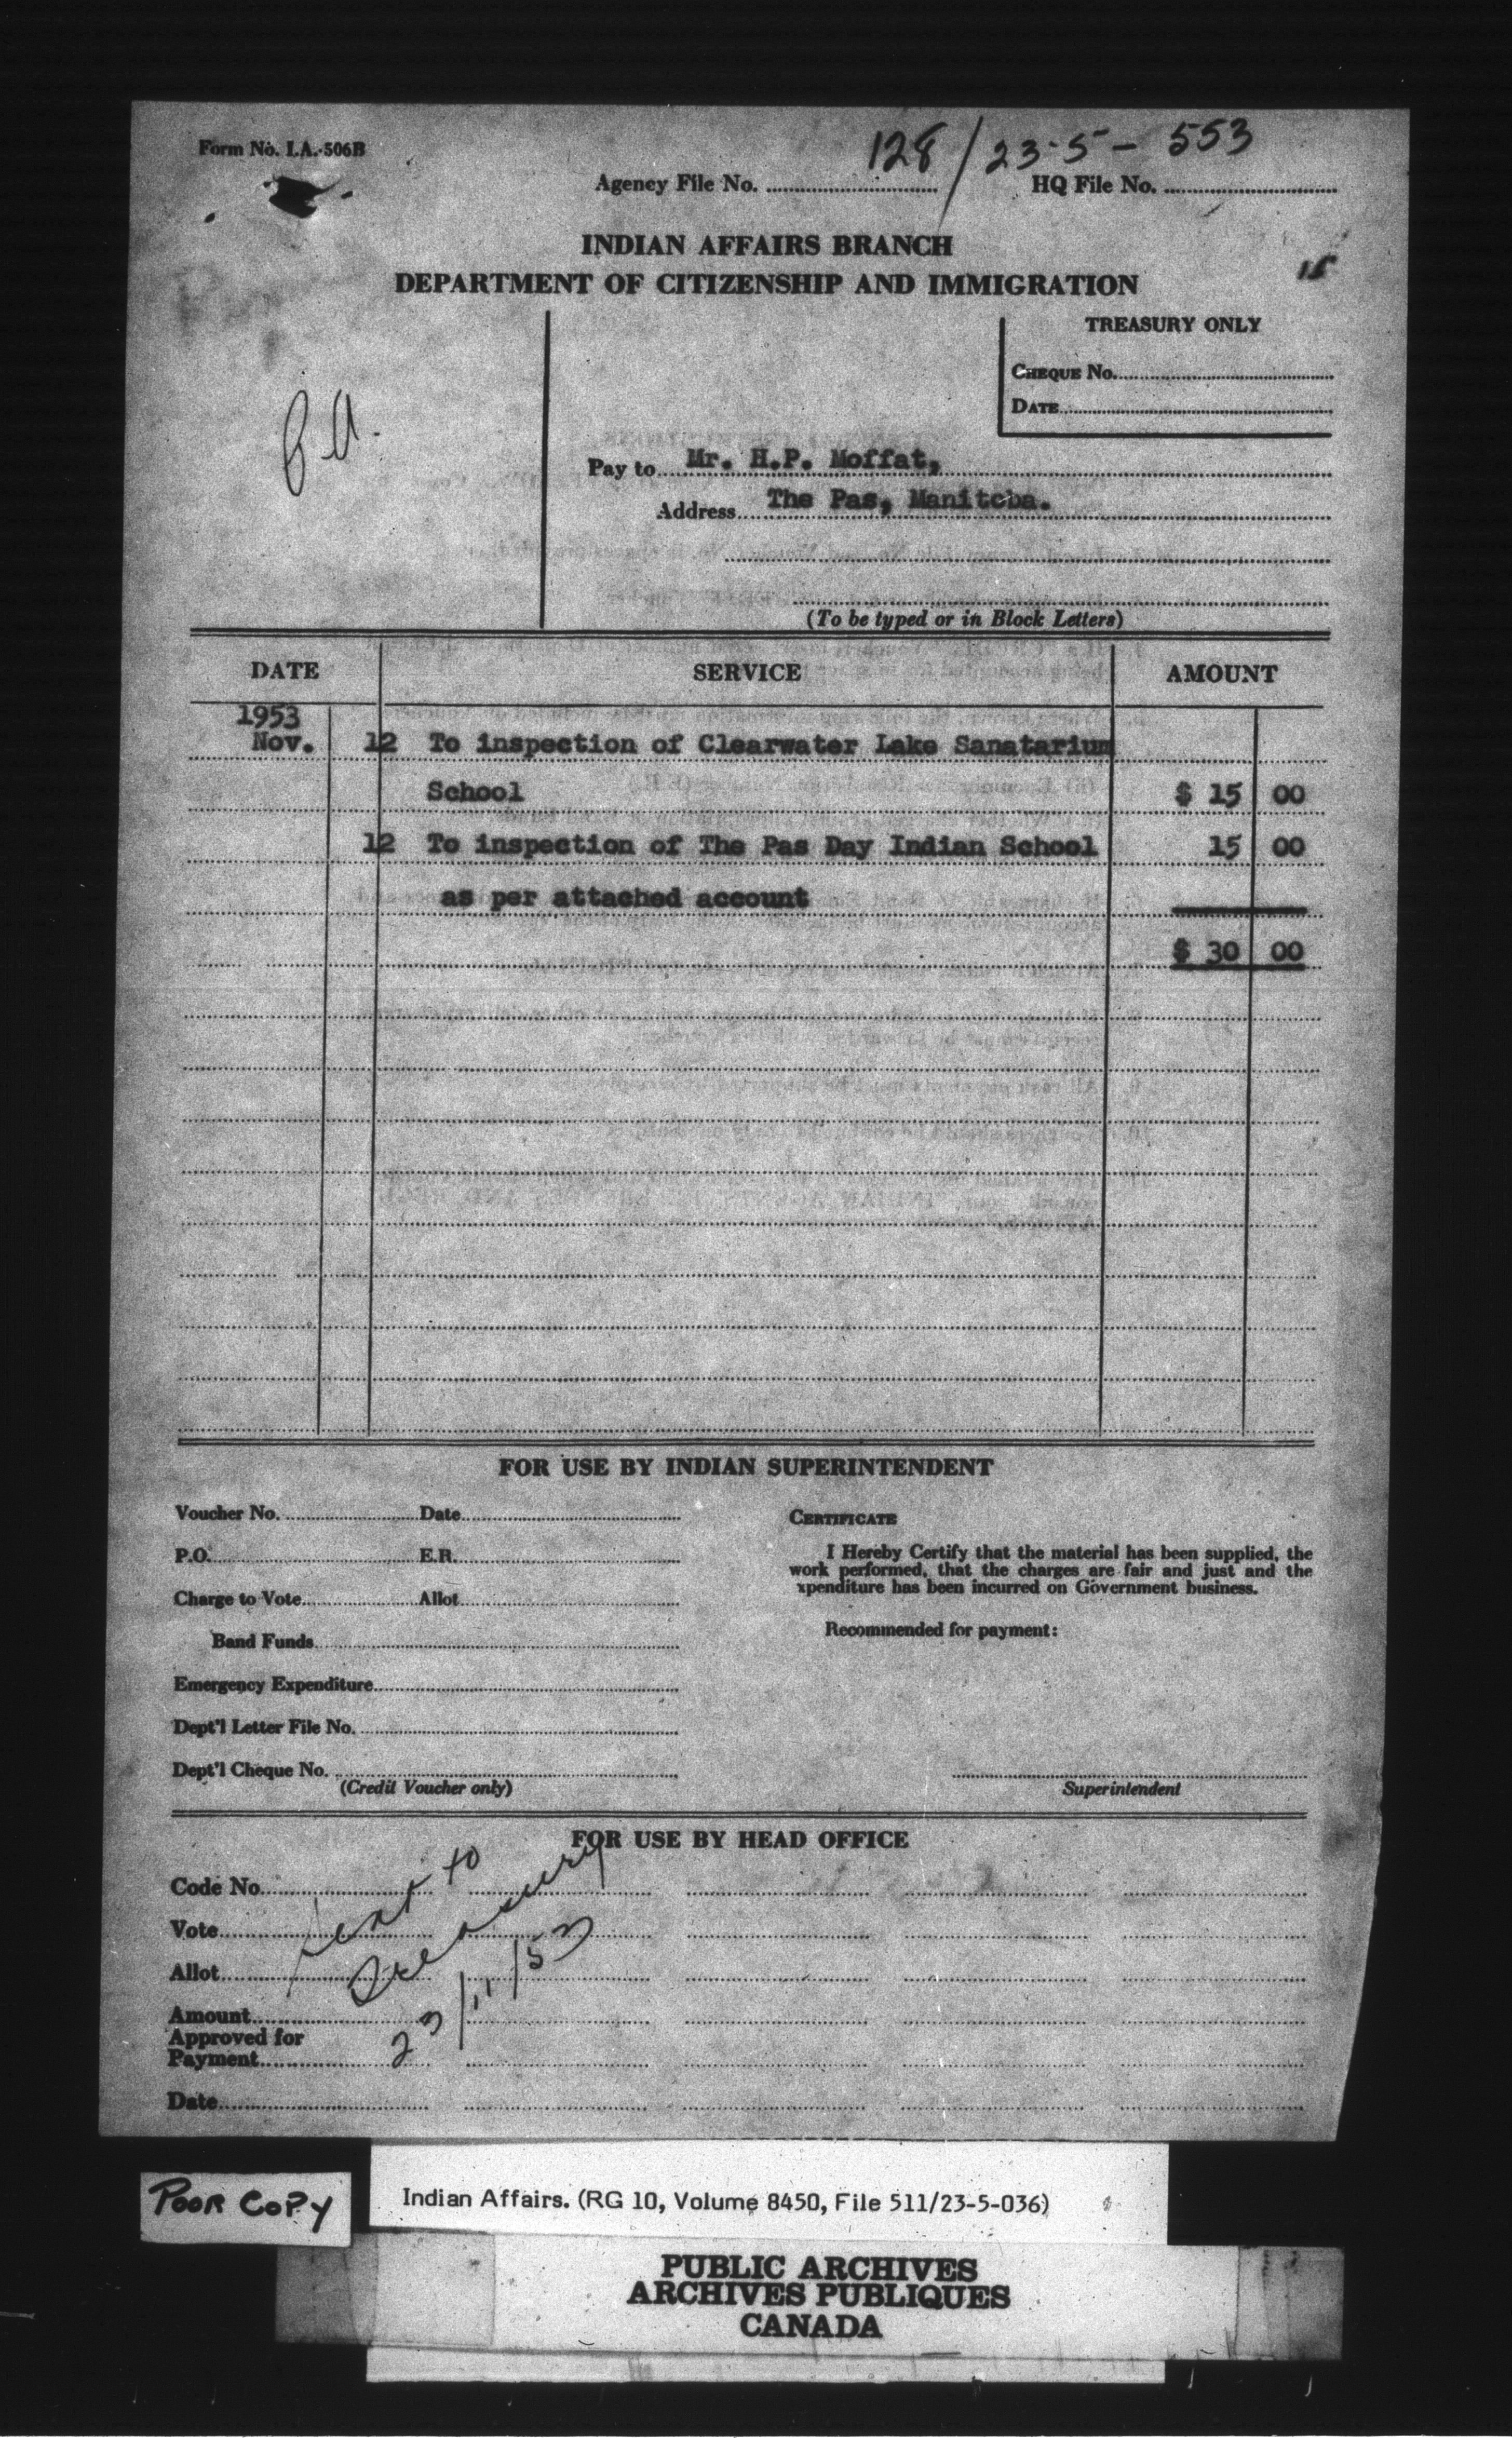 Form No. I.A. 506B
128/23-5-553
Agency File No. HQ File No.
INDIAN AFFAIRS BRANCH
DEPARTMENT OF CITIZENSHIP AND IMMIGRATION
TREASURY ONLY
CHEQUE No.
DATE
Pay to Mr. H.P. Moffat,
Address The Pas, Manitoba.
(To be typed or in Block Letters)
DATE SERVICE AMOUNT
1953
Nov. 12 To inspection of Clearwater Lake Sanatarium
School $ 15 00
12 To inspection of The Pas Day Indian School 15 00
as per attached account
$ 30 00
FOR USE BY INDIAN SUPERINTENDENT
Voucher No. Date
P.O. E.R.
Charge to Vote Allot
Band Funds
Emergency Expenditure
Dept'l Letter File No.
Dept'l Cheque No.
(Credit Voucher only)
CERTIFICATE
I Hereby Certify that the material has been supplied, the
work performed, that the charges are fair and just and the
xpenditure has been incurred on Government business.
Recommended for payment:
Superintendent
FOR USE BY HEAD OFFICE
Code No.
Vote
Allot
Amount
Approved for
Payment
Date
sent to
Treasury
23/11/53
POOR COPY
Indian Affairs. (RG 10, Volume 8450, File 511/23-5-036)
PUBLIC ARCHIVES
ARCHIVES PUBLIQUES
CANADA